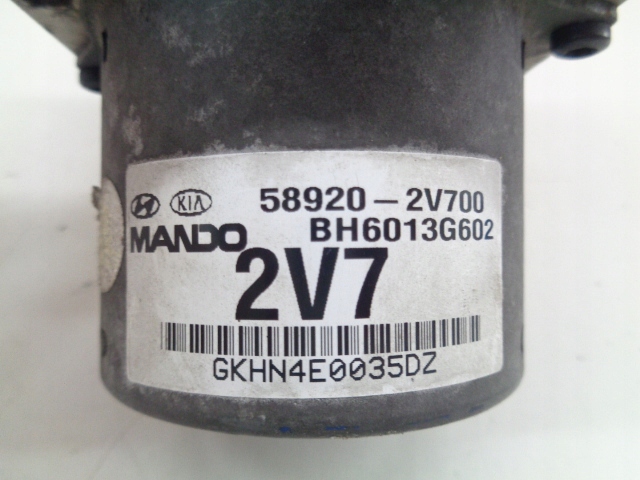 KIA 58920-2V700
MANDO BH6013G602
2V7
GKHN4E0035DZ